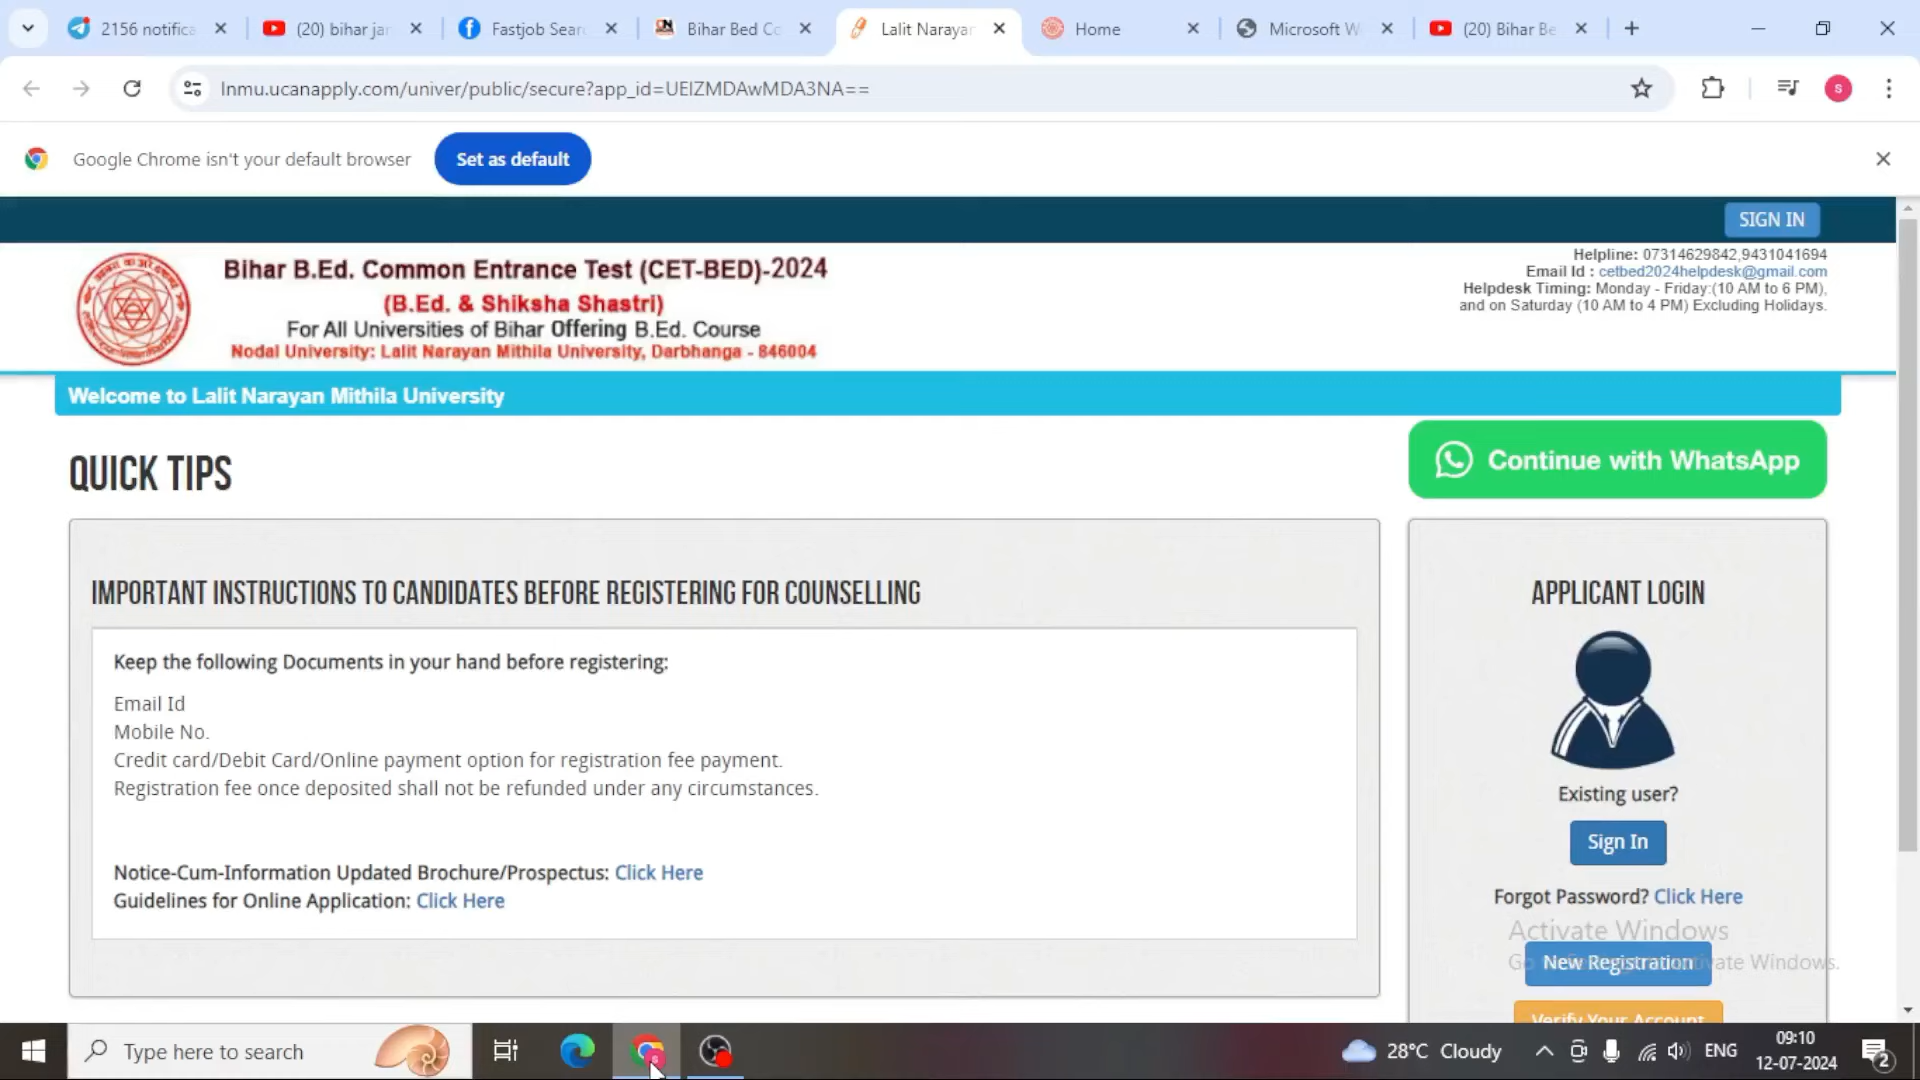 2156 notifica
(20) bihar jar
Fastjob Sear
Bihar Bed Co
Lalit Narayan
Home
Microsoft W
(20) Bihar Be
lnmu.ucanapply.com/univer/public/secure?app_id=UElZMDAwMDA3NA==
S
Google Chrome isn't your default browser
Set as default
SIGN IN
Bihar B.Ed. Common Entrance Test (CET-BED)-2024
(B.Ed. & Shiksha Shastri)
For All Universities of Bihar Offering B.Ed. Course
Nodal University: Lalit Narayan Mithila University, Darbhanga - 846004
Helpline: 07314629842,9431041694
Email Id : cetbed2024helpdesk@gmail.com
Helpdesk Timing: Monday - Friday:(10 AM to 6 PM),
and on Saturday (10 AM to 4 PM) Excluding Holidays.
Welcome to Lalit Narayan Mithila University
QUICK TIPS
Continue with WhatsApp
IMPORTANT INSTRUCTIONS TO CANDIDATES BEFORE REGISTERING FOR COUNSELLING
Keep the following Documents in your hand before registering:
Email Id
Mobile No.
Credit card/Debit Card/Online payment option for registration fee payment.
Registration fee once deposited shall not be refunded under any circumstances.
Notice-Cum-Information Updated Brochure/Prospectus: Click Here
Guidelines for Online Application: Click Here
APPLICANT LOGIN
Existing user?
Sign In
Forgot Password? Click Here
Activate Windows
New Registration
Verify Your Account
Type here to search
28°C Cloudy
ENG
09:10
12-07-2024
2